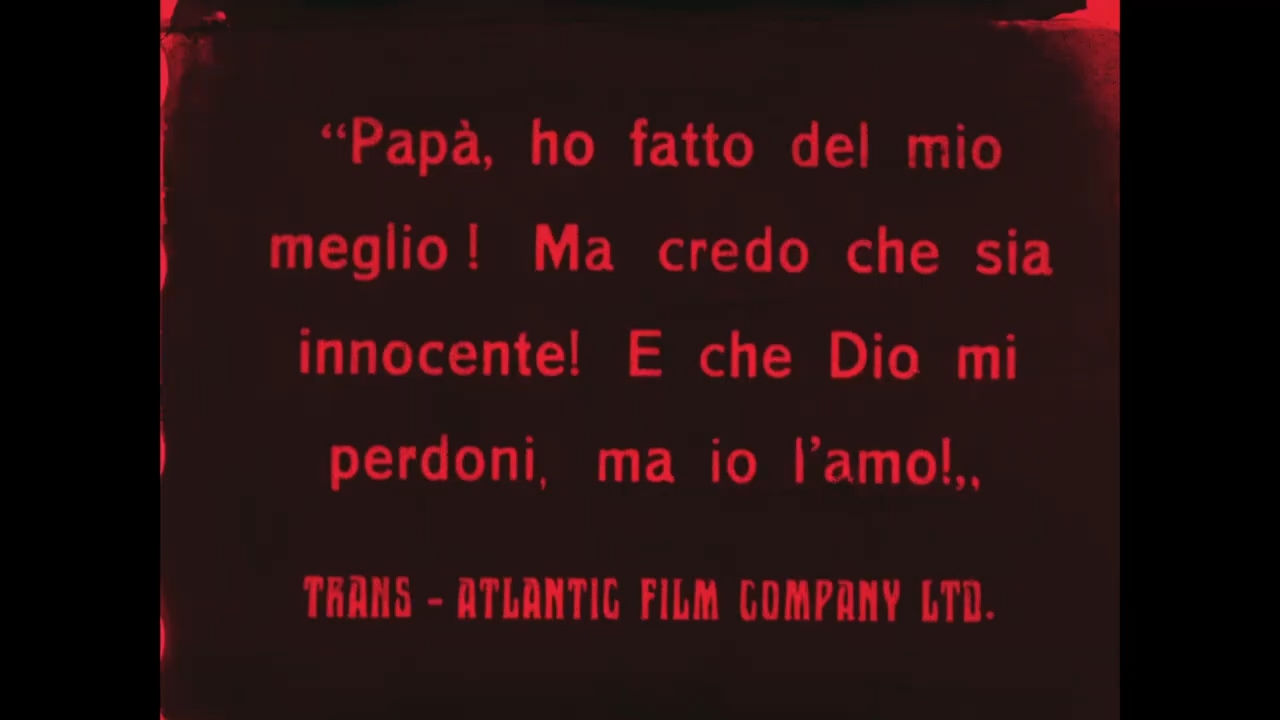 “Papà, ho fatto del mio
meglio! Ma credo che sia
innocente! E che Dio mi
perdoni, ma io l’amo!„
TRANS - ATLANTIC FILM COMPANY LTD.